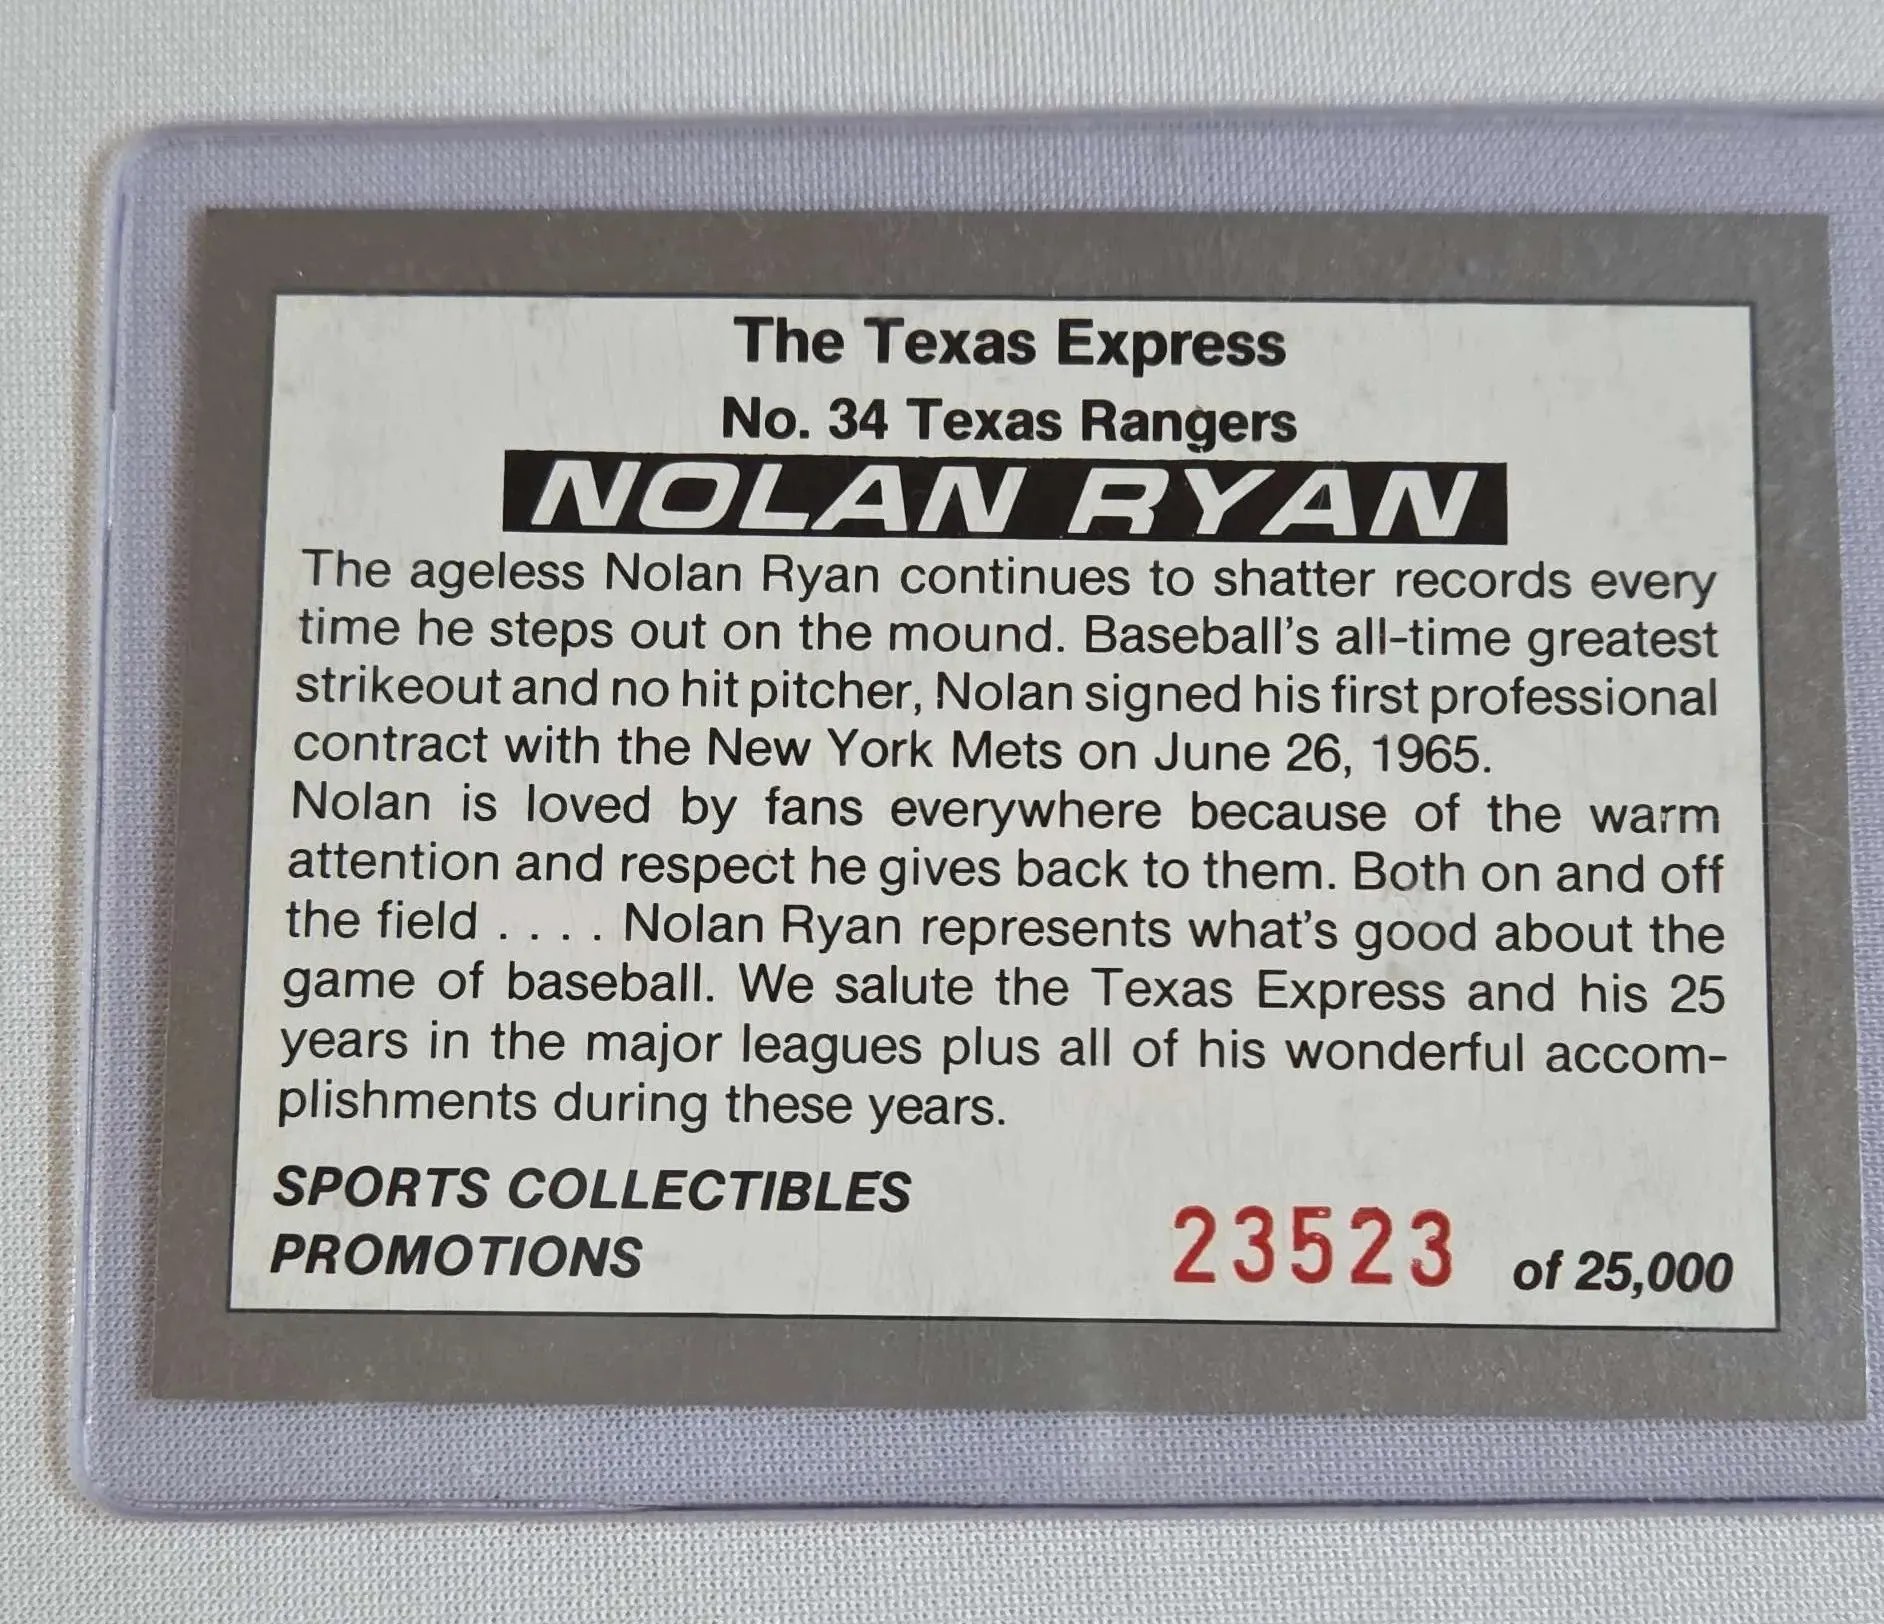 The Texas Express
No. 34 Texas Rangers
NOLAN RYAN
The ageless Nolan Ryan continues to shatter records every
time he steps out on the mound. Baseball's all-time greatest
strikeout and no hit pitcher, Nolan signed his first professional
contract with the New York Mets on June 26, 1965.
Nolan is loved by fans everywhere because of the warm
attention and respect he gives back to them. Both on and off
the field . . . . Nolan Ryan represents what's good about the
game of baseball. We salute the Texas Express and his 25
years in the major leagues plus all of his wonderful accom-
plishments during these years.
SPORTS COLLECTIBLES
PROMOTIONS
23523 of 25,000